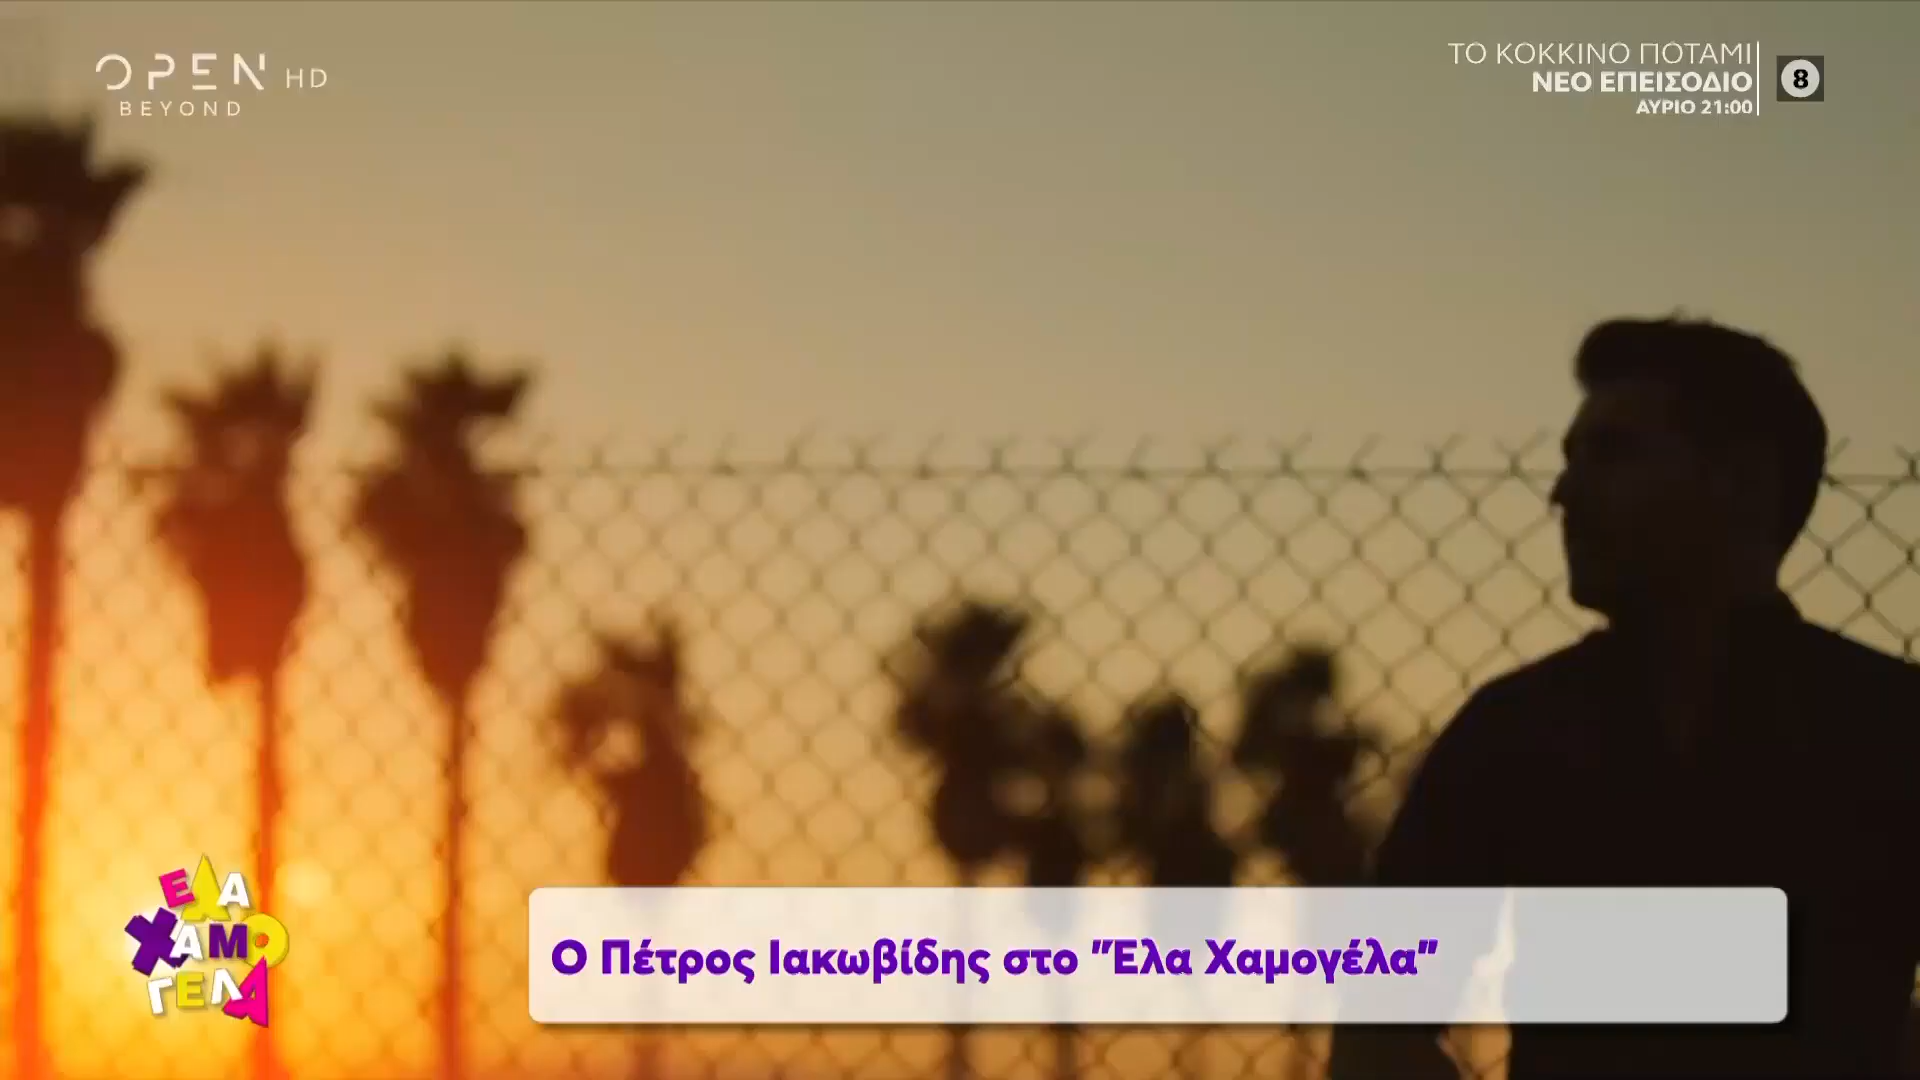 OPEN HD
BEYOND
ΤΟ ΚΟΚΚΙΝΟ ΠΟΤΑΜΙ
ΝΕΟ ΕΠΕΙΣΟΔΙΟ
ΑΥΡΙΟ 21:00
8
ΕΛΑ
ΧΑΜΟ
ΓΕΛΑ
Ο Πέτρος Ιακωβίδης στο "Έλα Χαμογέλα"